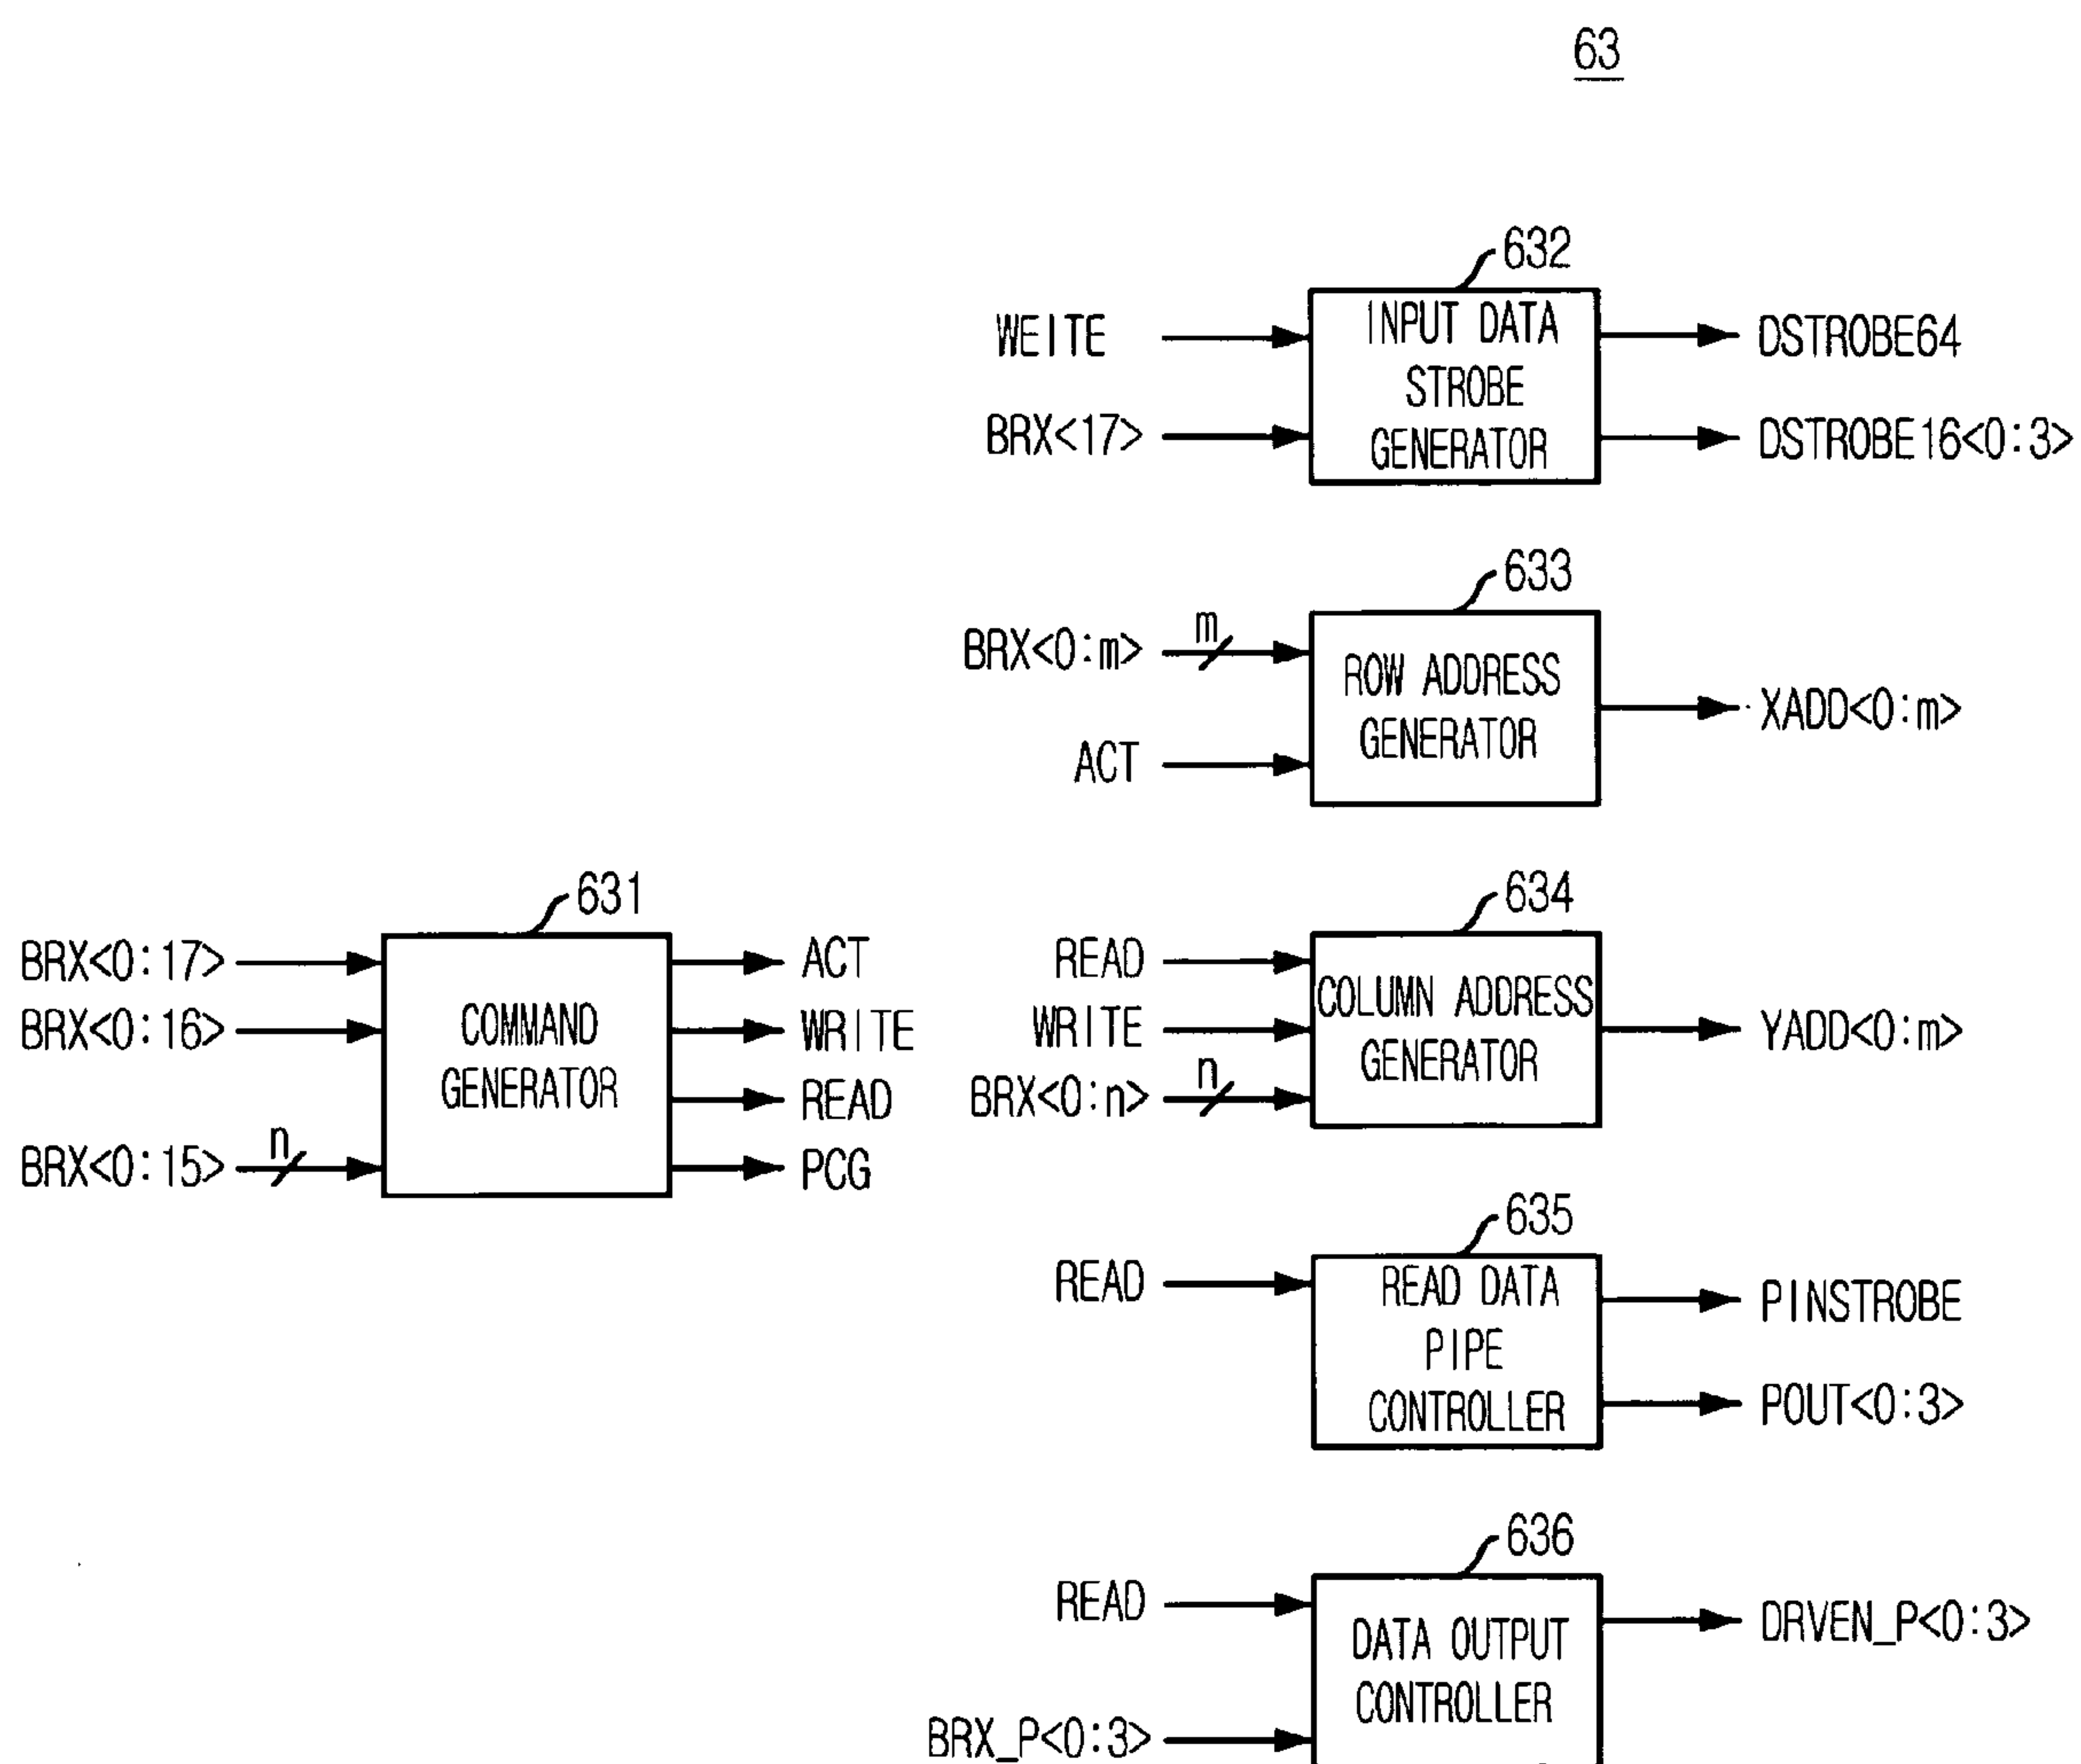 63
632
WEITE
BRX<17>
INPUT DATA
STROBE
GENERATOR
DSTROBE64
DSTROBE16<0:3>
633
BRX<0:m>
m
ACT
ROW ADDRESS
GENERATOR
XADD<0:m>
631
BRX<0:17>
BRX<0:16>
BRX<0:15>
n
COMMAND
GENERATOR
ACT
WRITE
READ
PCG
634
READ
WRITE
BRX<0:n>
n
COLUMN ADDRESS
GENERATOR
YADD<0:m>
635
READ
READ DATA
PIPE
CONTROLLER
PINSTROBE
POUT<0:3>
636
READ
BRX_P<0:3>
DATA OUTPUT
CONTROLLER
DRVEN_P<0:3>